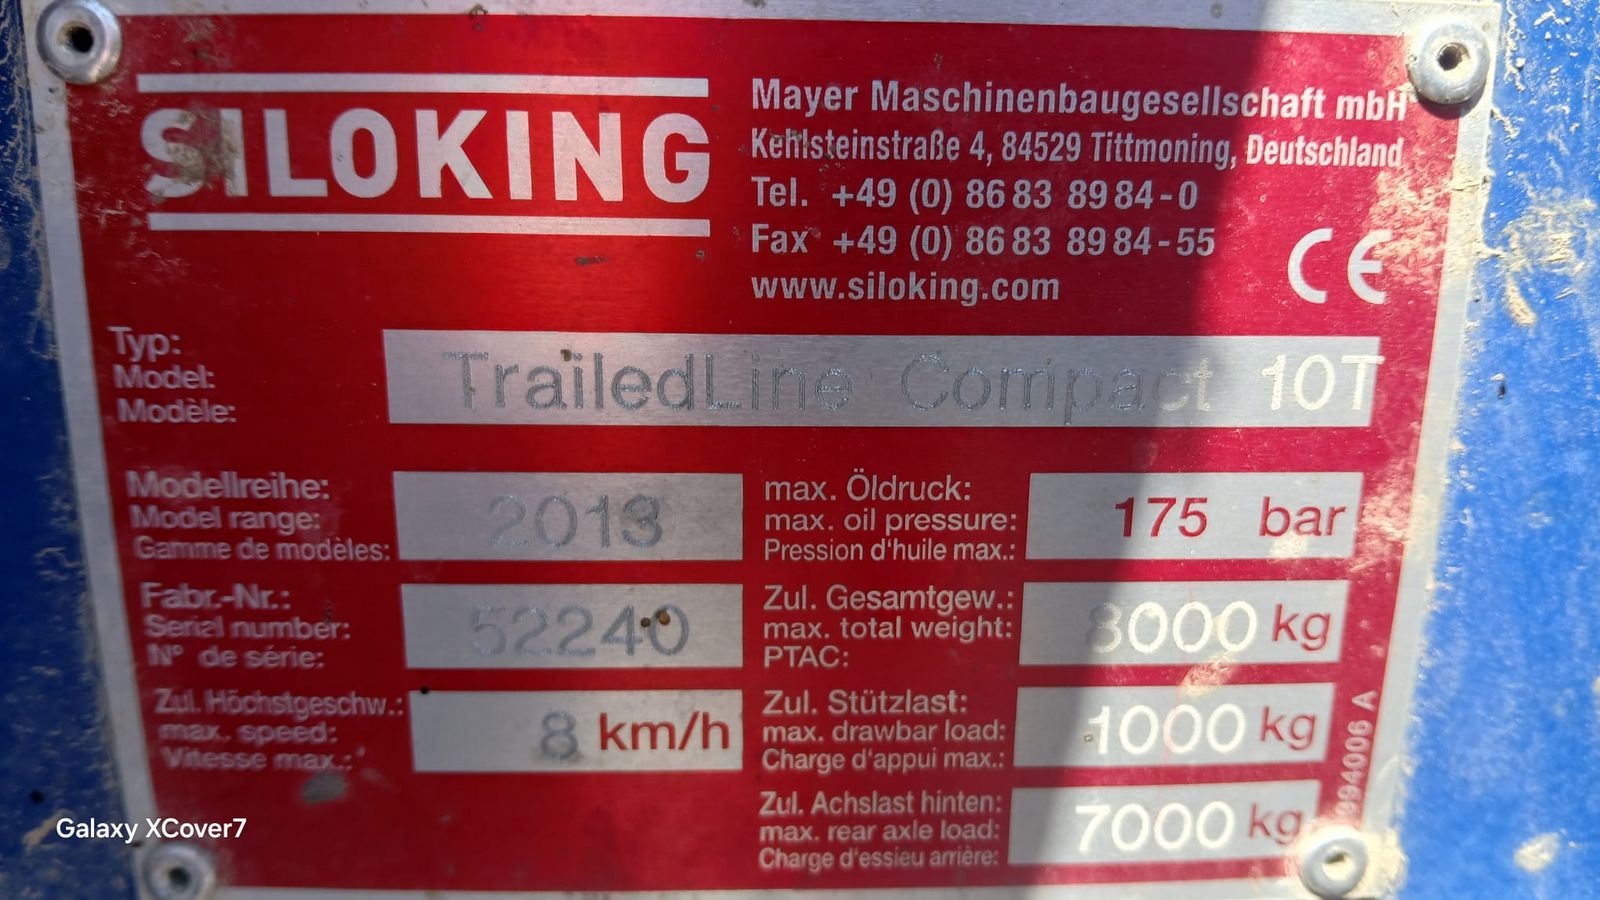 SILOKING
Mayer Maschinenbaugesellschaft mbH
Kehlsteinstraße 4, 84529 Tittmoning, Deutschland
Tel. +49 (0) 86 83 89 84 - 0
Fax +49 (0) 86 83 89 84 - 55
www.siloking.com
CE
Typ:
Model:
Modèle:
TrailedLine Compact 10T
Modellreihe:
Model range:
Gamme de modèles:
2013
max. Öldruck:
max. oil pressure:
Pression d'huile max.:
175 bar
Fabr.-Nr.:
Serial number:
N° de série:
52240
Zul. Gesamtgew.:
max. total weight:
PTAC:
8000 kg
Zul. Höchstgeschw.:
max. speed:
Vitesse max.:
8 km/h
Zul. Stützlast:
max. drawbar load:
Charge d'appui max.:
1000 kg
Zul. Achslast hinten:
max. rear axle load:
Charge d'essieu arrière:
7000 kg
Galaxy XCover7